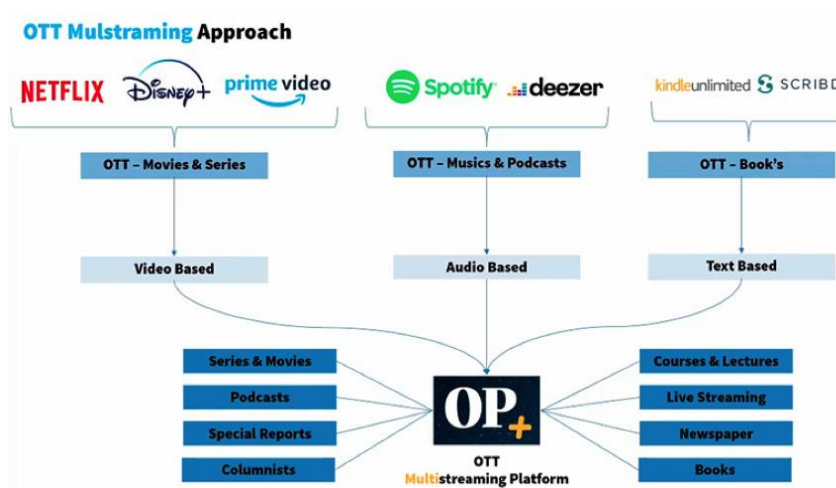 OTT Mulstraming Approach
NETFLIX
Disney+
prime video
Spotify
deezer
kindleunlimited
SCRIBD
OTT – Movies & Series
OTT – Musics & Podcasts
OTT – Book's
Video Based
Audio Based
Text Based
Series & Movies
Podcasts
Special Reports
Columnists
OP+
OTT
Multistreaming Platform
Courses & Lectures
Live Streaming
Newspaper
Books